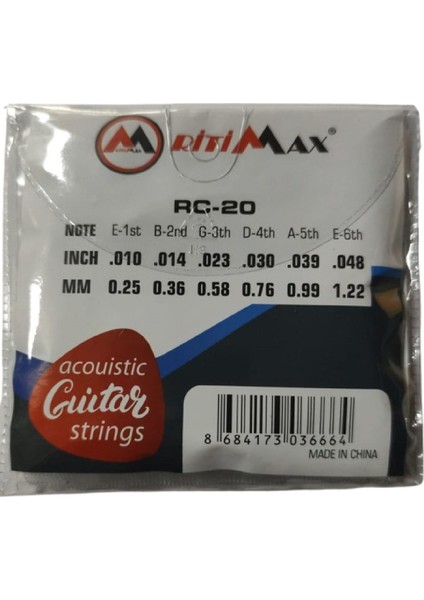 RiTiMAX®
RC-20
NOTE E-1st B-2nd G-3th D-4th A-5th E-6th
INCH .010 .014 .023 .030 .039 .048
MM 0.25 0.36 0.58 0.76 0.99 1.22
acouistic
Guitar
strings
8 684173 036664
MADE IN CHINA